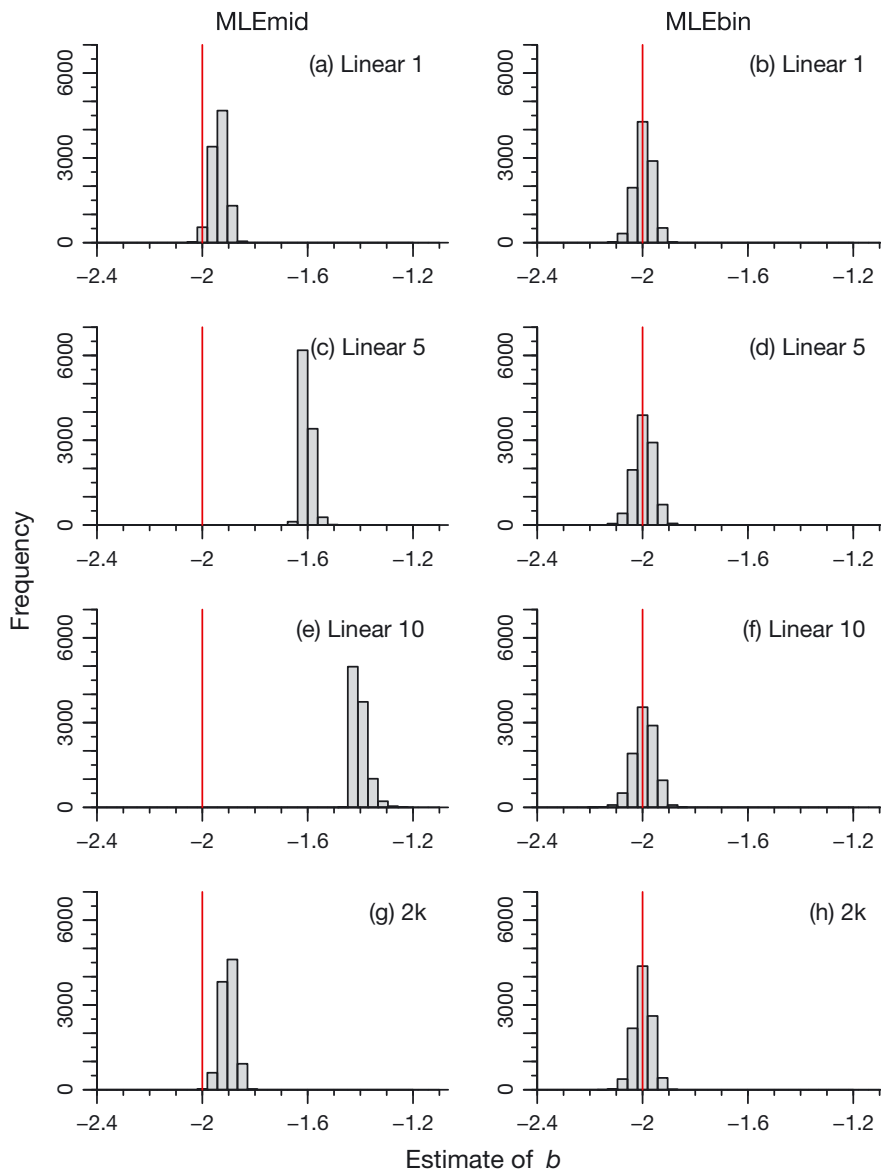 MLEmid MLEbin
(a) Linear 1
(b) Linear 1
0 3000 6000
0 3000 6000
−2.4 −2 −1.6 −1.2
−2.4 −2 −1.6 −1.2
(c) Linear 5
(d) Linear 5
0 3000 6000
0 3000 6000
−2.4 −2 −1.6 −1.2
−2.4 −2 −1.6 −1.2
Frequency
(e) Linear 10
(f) Linear 10
0 3000 6000
0 3000 6000
−2.4 −2 −1.6 −1.2
−2.4 −2 −1.6 −1.2
(g) 2k
(h) 2k
0 3000 6000
0 3000 6000
−2.4 −2 −1.6 −1.2
−2.4 −2 −1.6 −1.2
Estimate of b